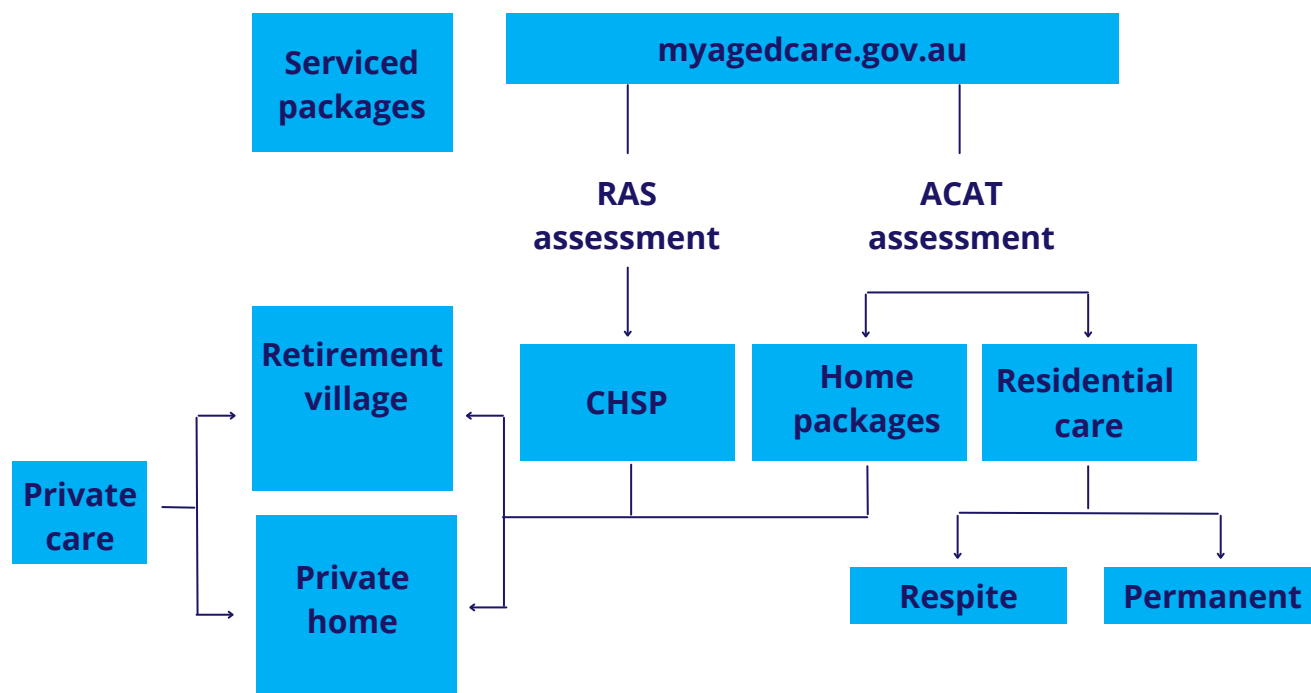 Serviced
packages
myagedcare.gov.au
RAS
assessment
ACAT
assessment
Retirement
village
CHSP
Home
packages
Residential
care
Private
care
Private
home
Respite
Permanent